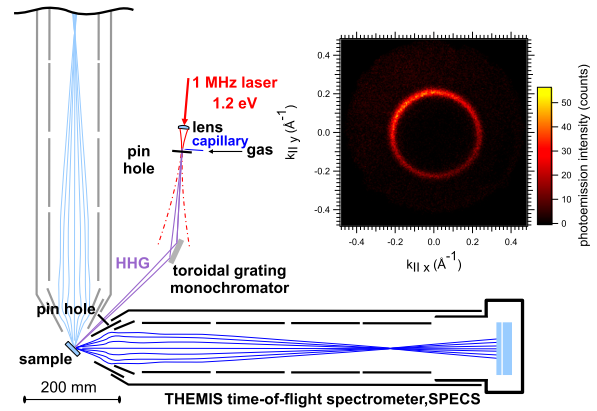 1 MHz laser
1.2 eV
lens
capillary
pin
hole
gas
HHG
toroidal grating
monochromator
pin hole
sample
200 mm
THEMIS time-of-flight spectrometer,SPECS
0.4
0.2
0.0
-0.2
-0.4
-0.4 -0.2 0.0 0.2 0.4
k|| y (Å-1)
k|| x (Å-1)
50
40
30
20
10
0
photoemission intensity (counts)